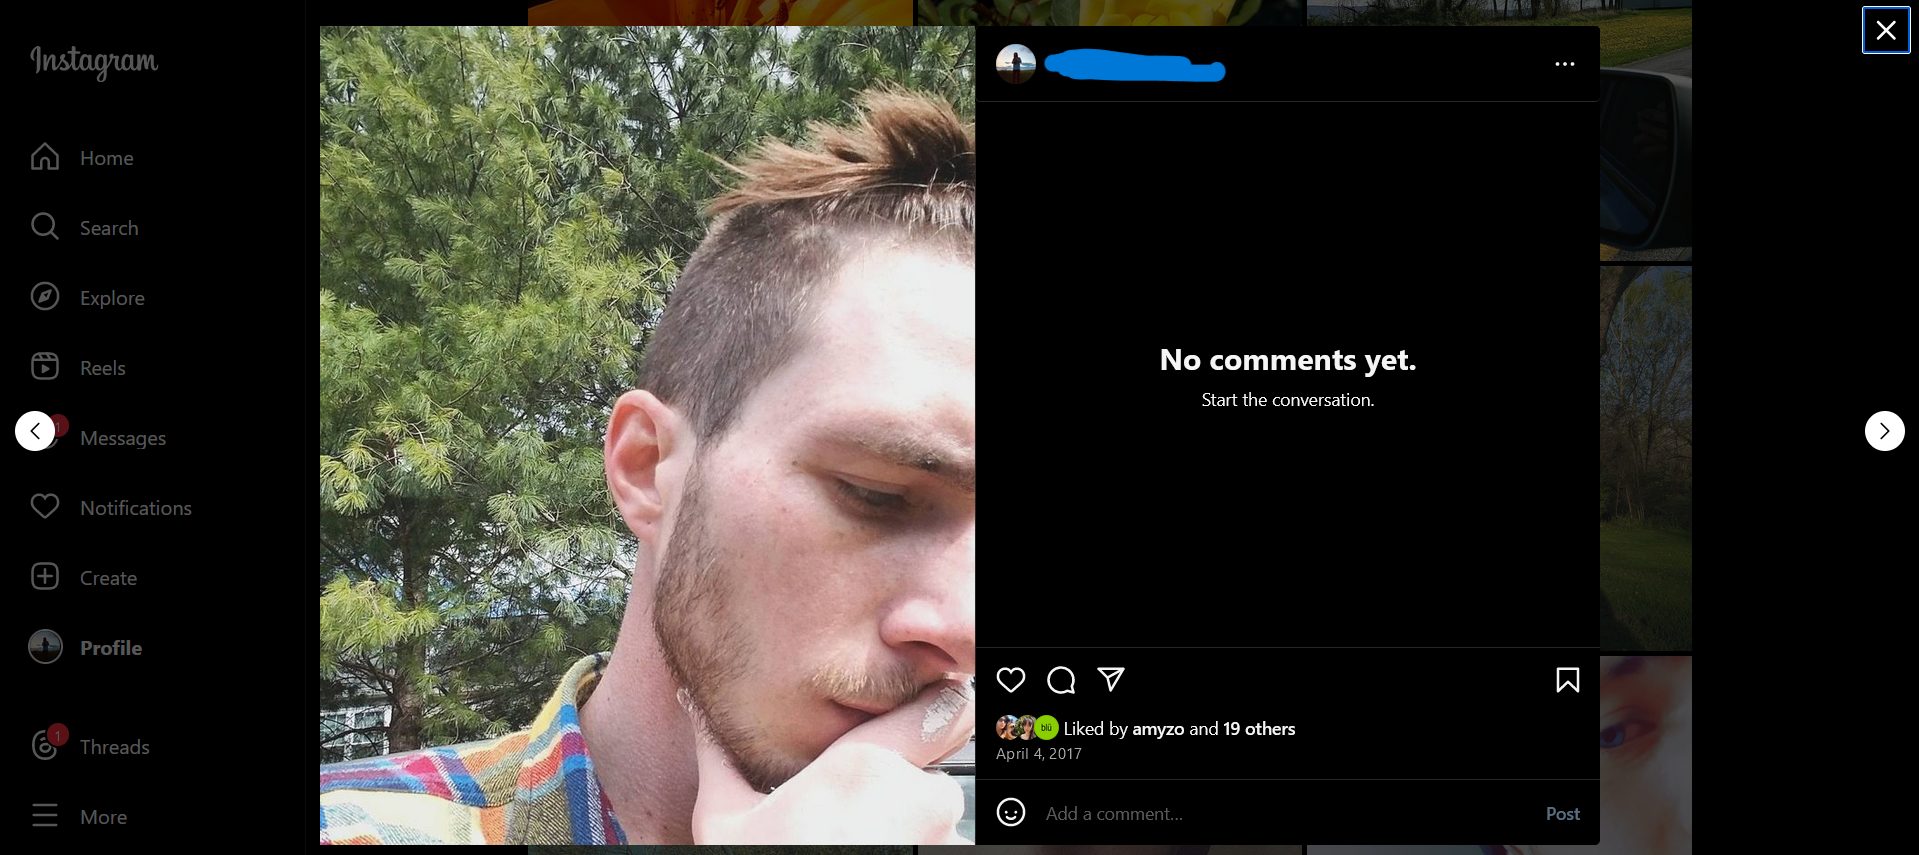 Instagram
Home
Search
Explore
Reels
1
Messages
Notifications
Create
Profile
1
Threads
More
No comments yet.
Start the conversation.
blu
Liked by amyzo and 19 others
April 4, 2017
Add a comment...
Post